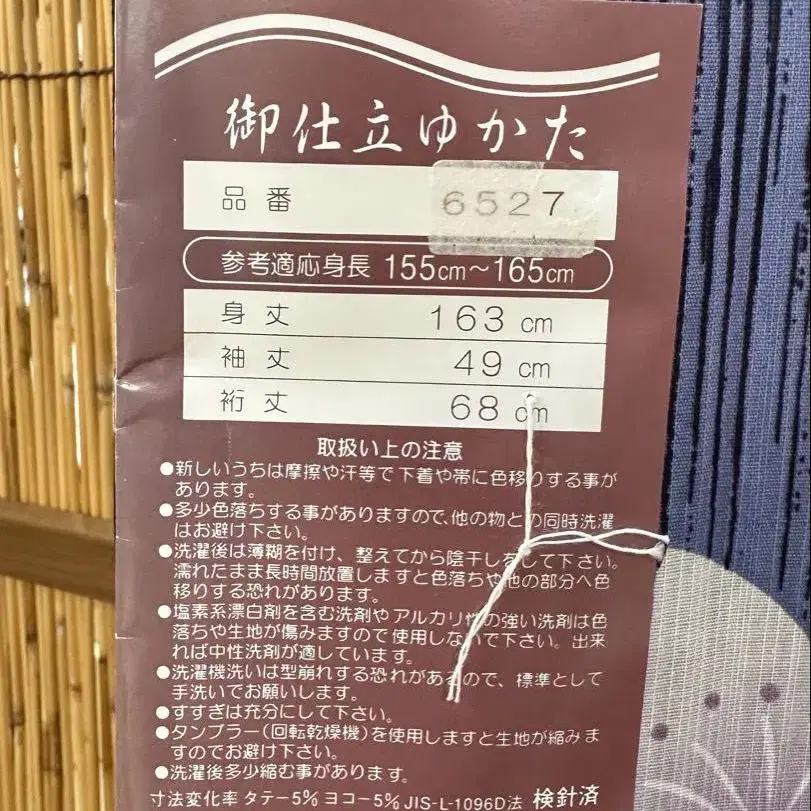 御仕立ゆかた
品番 6527
参考適応身長 155cm～165cm
身丈 163 cm
袖丈 49 cm
裄丈 68 cm
取扱い上の注意
●新しいうちは摩擦や汗等で下着や帯に色移りする事が
あります。
●多少色落ちする事がありますので、他の物との同時洗濯
はお避け下さい。
●洗濯後は薄糊を付け、整えてから陰干しをして下さい。
濡れたまま長時間放置しますと色落ちや他の部分へ色
移りする恐れがあります。
●塩素系漂白剤を含む洗剤やアルカリ性の強い洗剤は色
落ちや生地が傷みますので使用しないで下さい。出来
れば中性洗剤が適しています。
●洗濯機洗いは型崩れする恐れがあるので、標準として
手洗いでお願いします。
●すすぎは充分にして下さい。
●タンブラー（回転乾燥機）を使用しますと生地が縮みま
すのでお避け下さい。
●洗濯後多少縮む事があります。
寸法変化率 タテー5% ヨコー5% JIS-L-1096D法 検針済